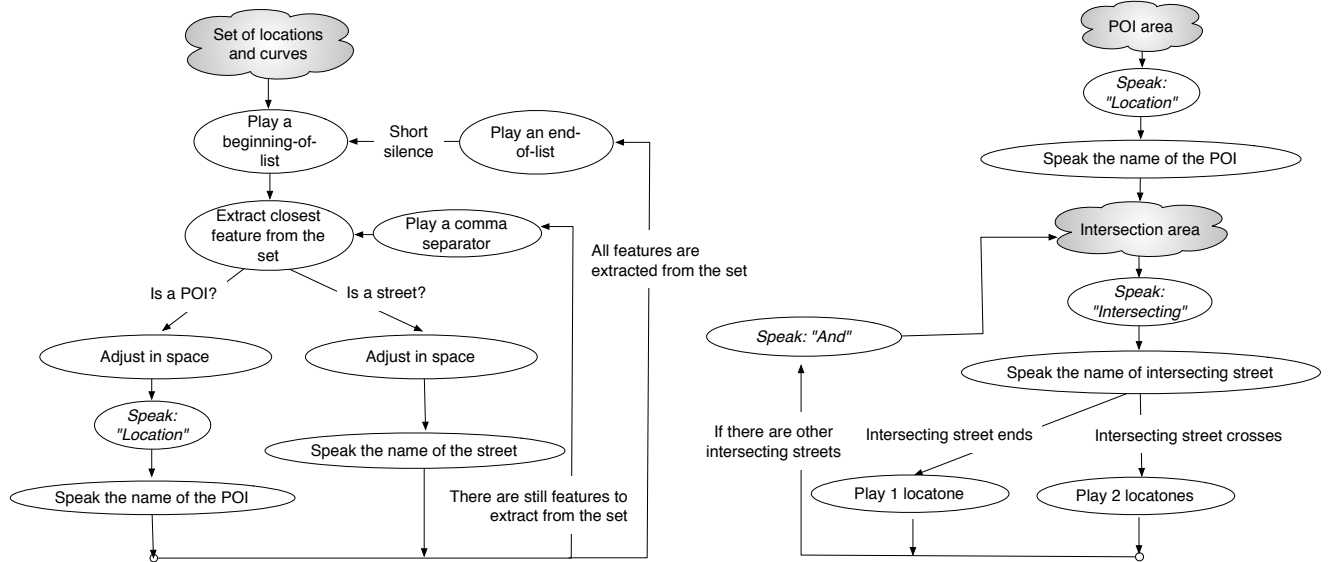 Set of locations
and curves
Play a
beginning-of-
list
Short
silence
Play an end-
of-list
Extract closest
feature from the
set
Play a comma
separator
All features are
extracted from the set
Is a POI?
Is a street?
Adjust in space
Adjust in space
Speak:
"Location"
Speak the name of the street
Speak the name of the POI
There are still features to
extract from the set
POI area
Speak:
"Location"
Speak the name of the POI
Intersection area
Speak:
"Intersecting"
Speak: "And"
Speak the name of intersecting street
If there are other
intersecting streets
Intersecting street ends
Intersecting street crosses
Play 1 locatone
Play 2 locatones